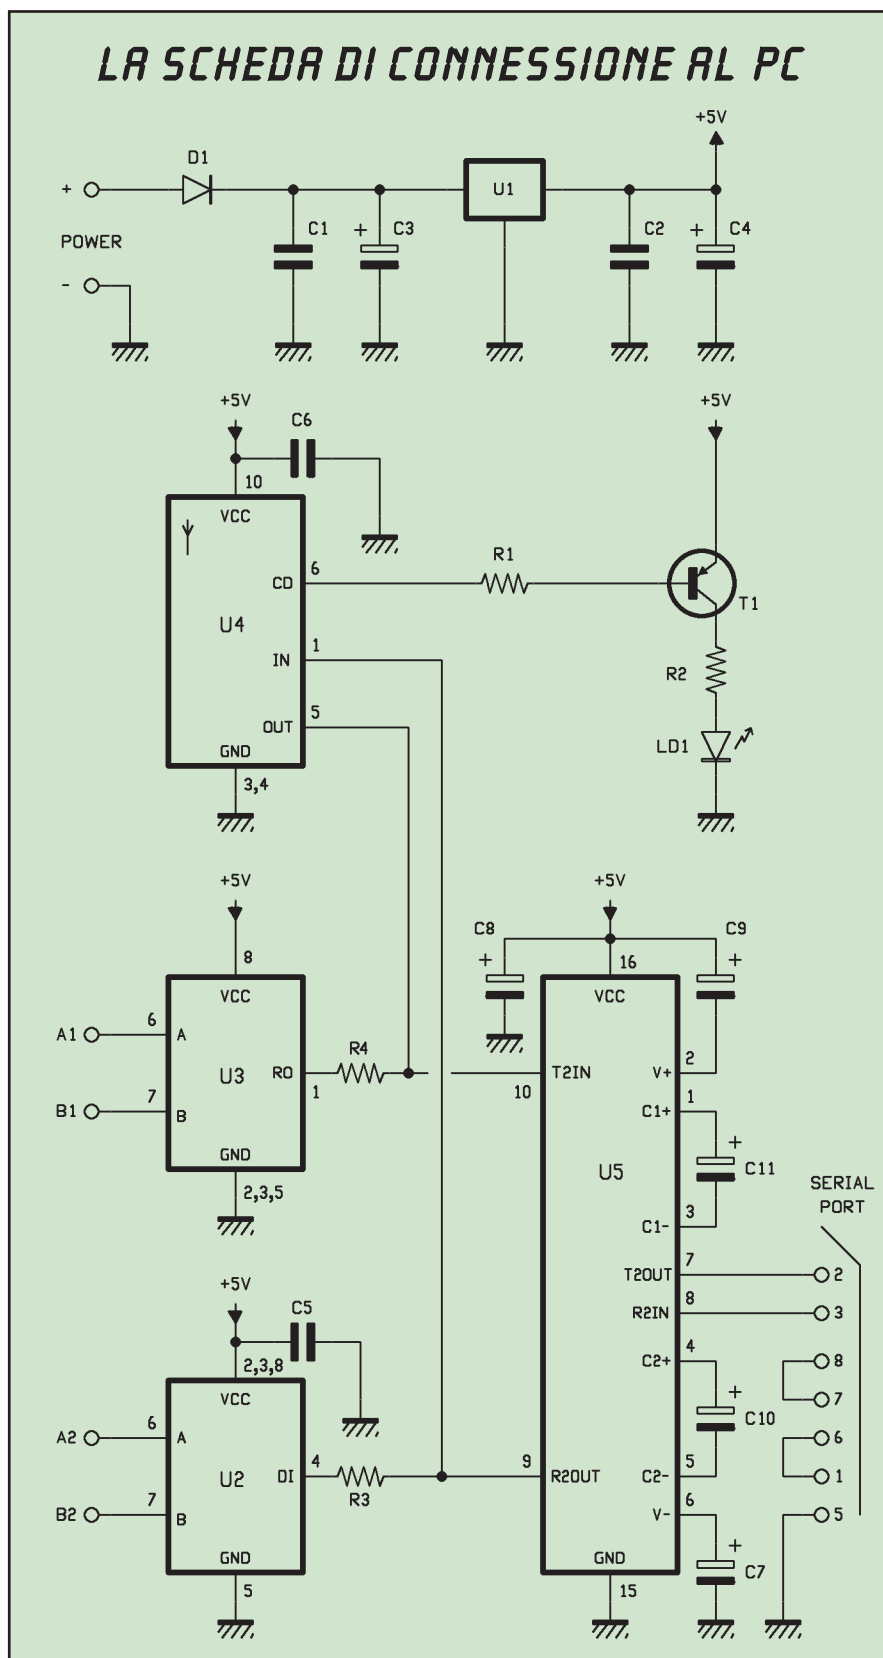 LA SCHEDA DI CONNESSIONE AL PC
+5V
D1
+
U1
C1
+
C3
C2
+
C4
POWER
-
+5V
C6
+5V
10
VCC
R1
6
CD
T1
U4
1
IN
R2
5
OUT
LD1
GND
3,4
+5V
+5V
C8
C9
8
+
16
+
VCC
VCC
A1
6
A
R4
2
U3
RO
T2IN
V+
1
10
1
B1
7
B
C1+
+
GND
U5
C11
2,3,5
SERIAL
PORT
3
C1-
7
T2OUT
2
+5V
8
C5
R2IN
3
4
2,3,8
C2+
8
VCC
+
7
C10
A2
6
A
6
4
9
5
U2
DI
R2OUT
C2-
1
R3
6
B2
7
B
V-
5
+
GND
GND
C7
5
15